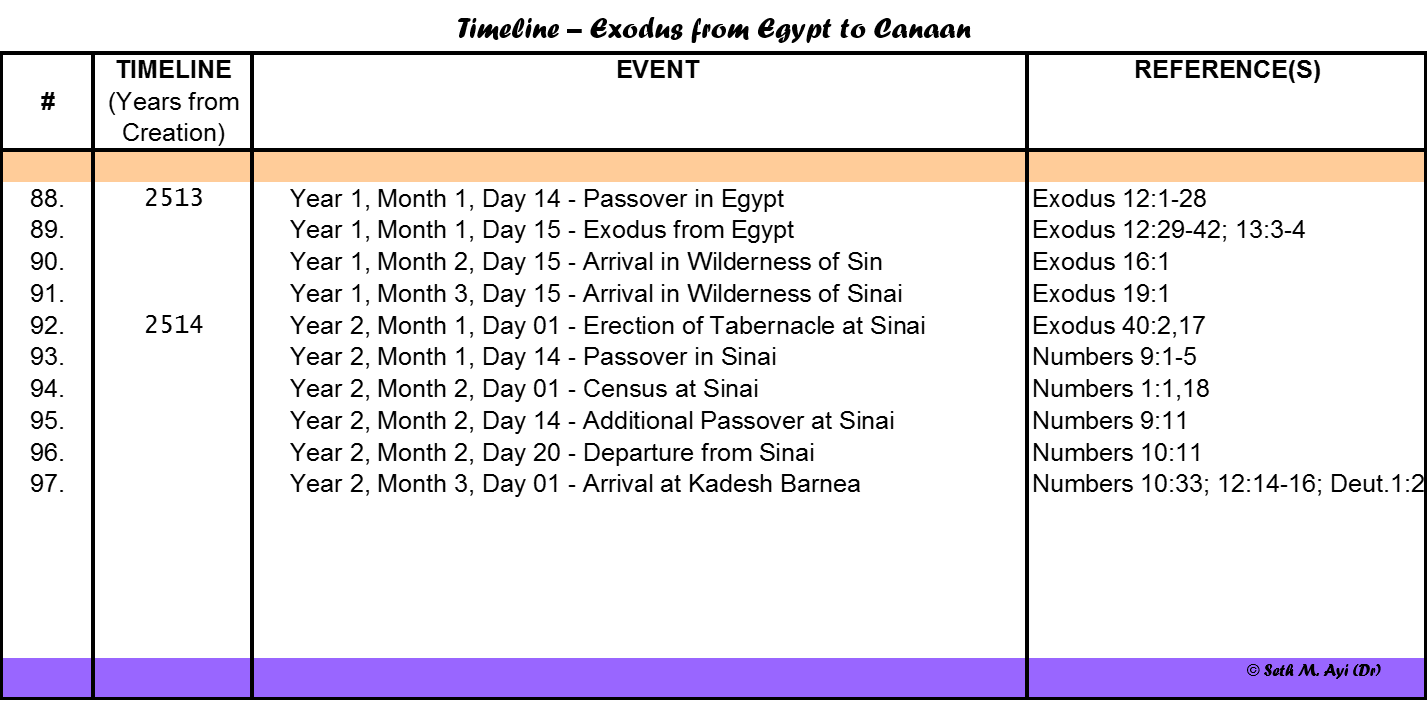 Timeline – Exodus from Egypt to Canaan
# TIMELINE (Years from Creation) EVENT REFERENCE(S)
88. 2513 Year 1, Month 1, Day 14 - Passover in Egypt Exodus 12:1-28
89. Year 1, Month 1, Day 15 - Exodus from Egypt Exodus 12:29-42; 13:3-4
90. Year 1, Month 2, Day 15 - Arrival in Wilderness of Sin Exodus 16:1
91. Year 1, Month 3, Day 15 - Arrival in Wilderness of Sinai Exodus 19:1
92. 2514 Year 2, Month 1, Day 01 - Erection of Tabernacle at Sinai Exodus 40:2,17
93. Year 2, Month 1, Day 14 - Passover in Sinai Numbers 9:1-5
94. Year 2, Month 2, Day 01 - Census at Sinai Numbers 1:1,18
95. Year 2, Month 2, Day 14 - Additional Passover at Sinai Numbers 9:11
96. Year 2, Month 2, Day 20 - Departure from Sinai Numbers 10:11
97. Year 2, Month 3, Day 01 - Arrival at Kadesh Barnea Numbers 10:33; 12:14-16; Deut.1:2
© Seth M. Ayi (Dr)